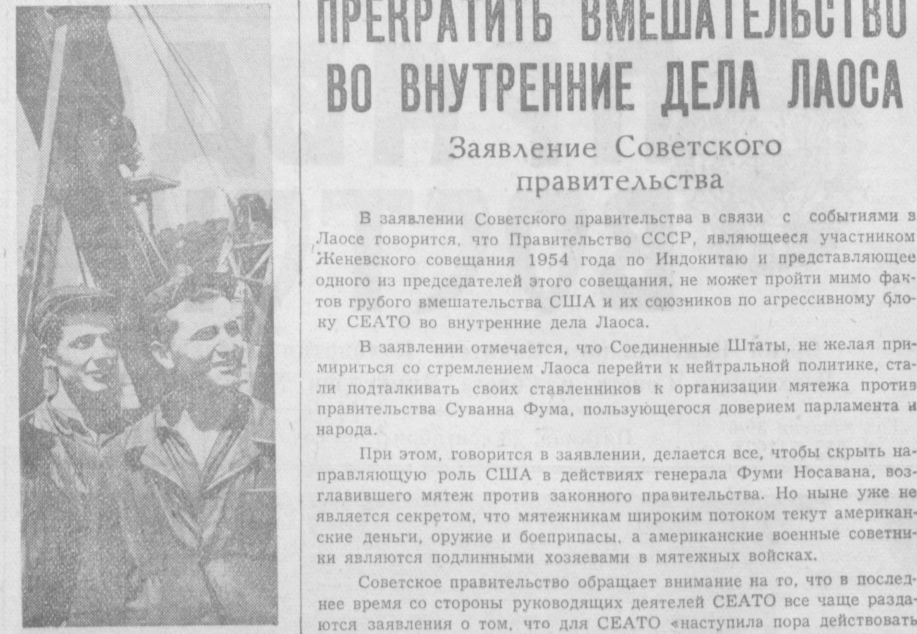 ПРЕКРАТИТЬ ВМЕШАТЕЛЬСТВО
ВО ВНУТРЕННИЕ ДЕЛА ЛАОСА
Заявление Советского
правительства
В заявлении Советского правительства в связи с событиями в
Лаосе говорится, что Правительство СССР, являющееся участником
Женевского совещания 1954 года по Индокитаю и представляющее
одного из председателей этого совещания, не может пройти мимо фак-
тов грубого вмешательства США и их союзников по агрессивному бло-
ку СЕАТО во внутренние дела Лаоса.
В заявлении отмечается, что Соединенные Штаты, не желая при-
мириться со стремлением Лаоса перейти к нейтральной политике, ста-
ли подталкивать своих ставленников к организации мятежа против
правительства Суванна Фума, пользующегося доверием парламента и
народа.
При этом, говорится в заявлении, делается все, чтобы скрыть на-
правляющую роль США в действиях генерала Фуми Носавана, воз-
главившего мятеж против законного правительства. Но ныне уже не
является секретом, что мятежникам широким потоком текут американ-
ские деньги, оружие и боеприпасы, а американские военные советни-
ки являются подлинными хозяевами в мятежных войсках.
Советское правительство обращает внимание на то, что в послед-
нее время со стороны руководящих деятелей СЕАТО все чаще разда-
ются заявления о том, что для СЕАТО «наступила пора действовать